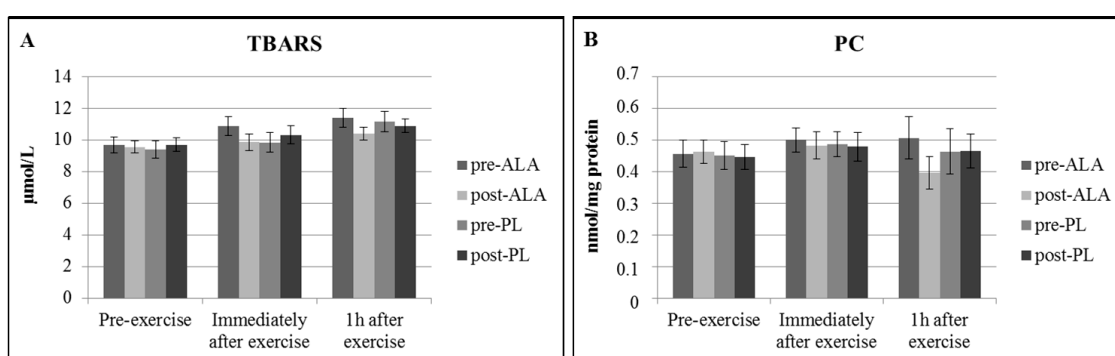 A
TBARS
14
12
10
8
6
4
2
0
µmol/L
Pre-exercise
Immediately
after exercise
1h after
exercise
pre-ALA
post-ALA
pre-PL
post-PL
B
PC
0.7
0.6
0.5
0.4
0.3
0.2
0.1
0
nmol/mg protein
Pre-exercise
Immediately
after exercise
1h after
exercise
pre-ALA
post-ALA
pre-PL
post-PL